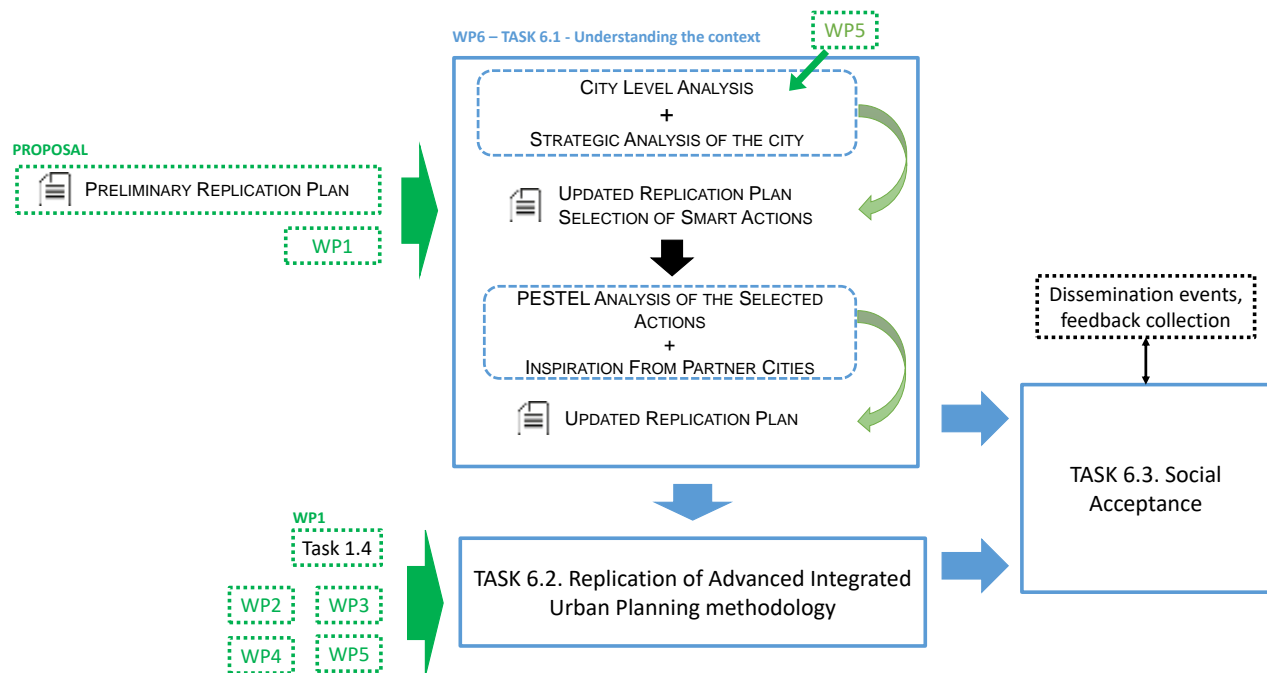 WP6 – TASK 6.1 - Understanding the context
WP5
CITY LEVEL ANALYSIS
+
STRATEGIC ANALYSIS OF THE CITY
PROPOSAL
PRELIMINARY REPLICATION PLAN
WP1
UPDATED REPLICATION PLAN
SELECTION OF SMART ACTIONS
PESTEL ANALYSIS OF THE SELECTED
ACTIONS
+
INSPIRATION FROM PARTNER CITIES
UPDATED REPLICATION PLAN
Dissemination events,
feedback collection
TASK 6.3. Social
Acceptance
WP1
Task 1.4
WP2
WP3
WP4
WP5
TASK 6.2. Replication of Advanced Integrated
Urban Planning methodology